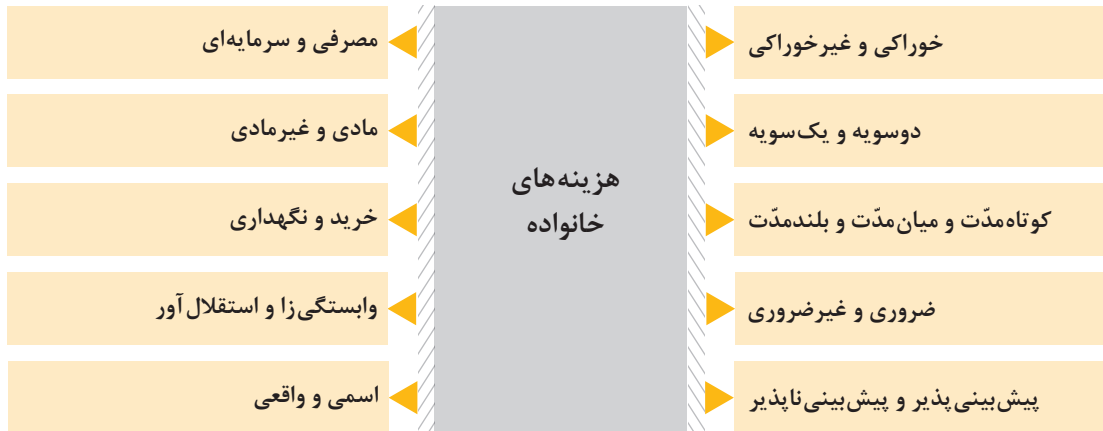 هزینه‌های
خانواده
خوراکی و غیرخوراکی
دوسویه و یک‌سویه
کوتاه‌مدّت و میان‌مدّت و بلندمدّت
ضروری و غیرضروری
پیش‌بینی‌پذیر و پیش‌بینی‌ناپذیر
مصرفی و سرمایه‌ای
مادی و غیرمادی
خرید و نگهداری
وابستگی‌زا و استقلال‌آور
اسمی و واقعی